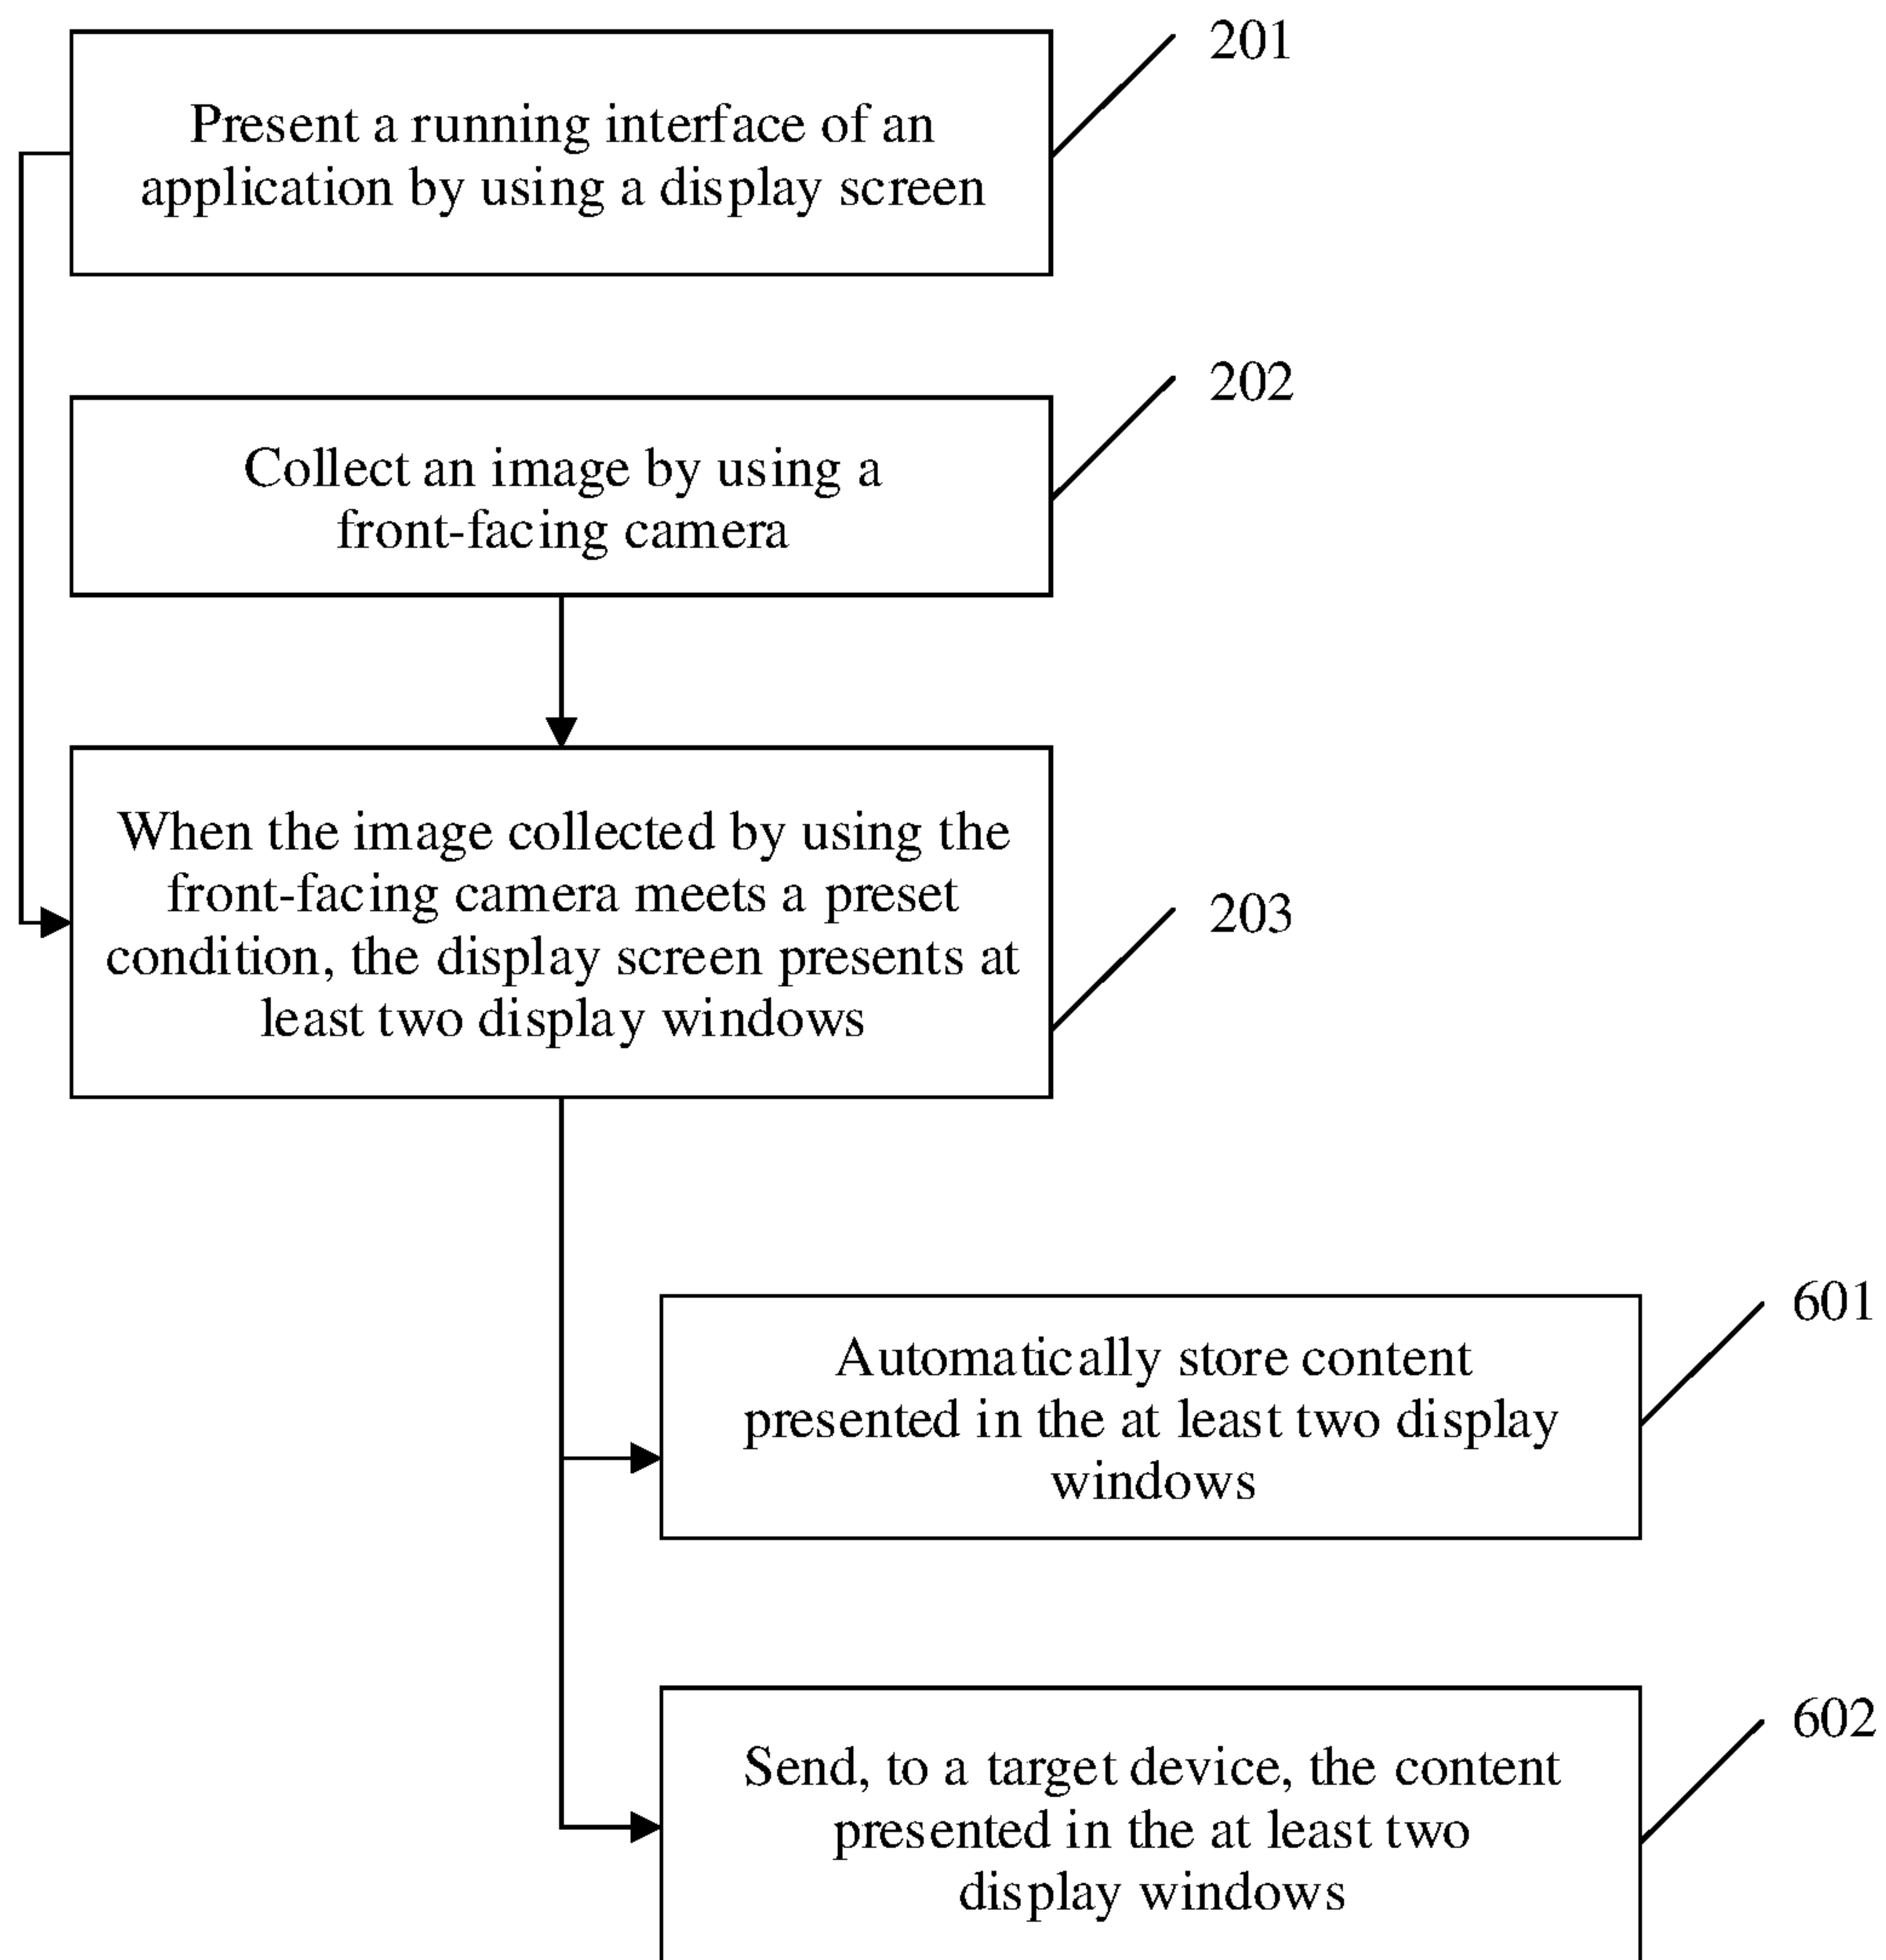 201
Present a running interface of an
application by using a display screen
202
Collect an image by using a
front-facing camera
When the image collected by using the
front-facing camera meets a preset
condition, the display screen presents at
least two display windows
203
601
Automatically store content
presented in the at least two display
windows
602
Send, to a target device, the content
presented in the at least two
display windows